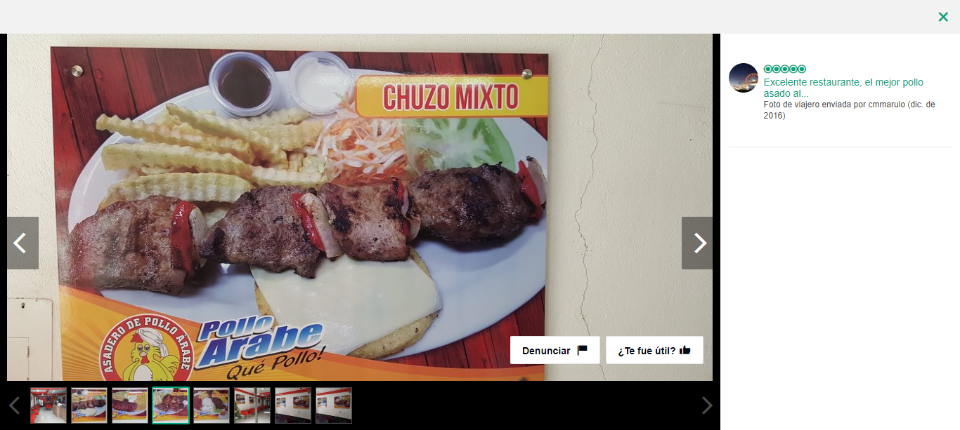 CHUZO MIXTO
ASADERO DE POLLO ÁRABE
Pollo
Arabe
Qué Pollo!
Denunciar
¿Te fue útil?
Excelente restaurante, el mejor pollo
asado al...
Foto de viajero enviada por cmmarulo (dic. de
2016)